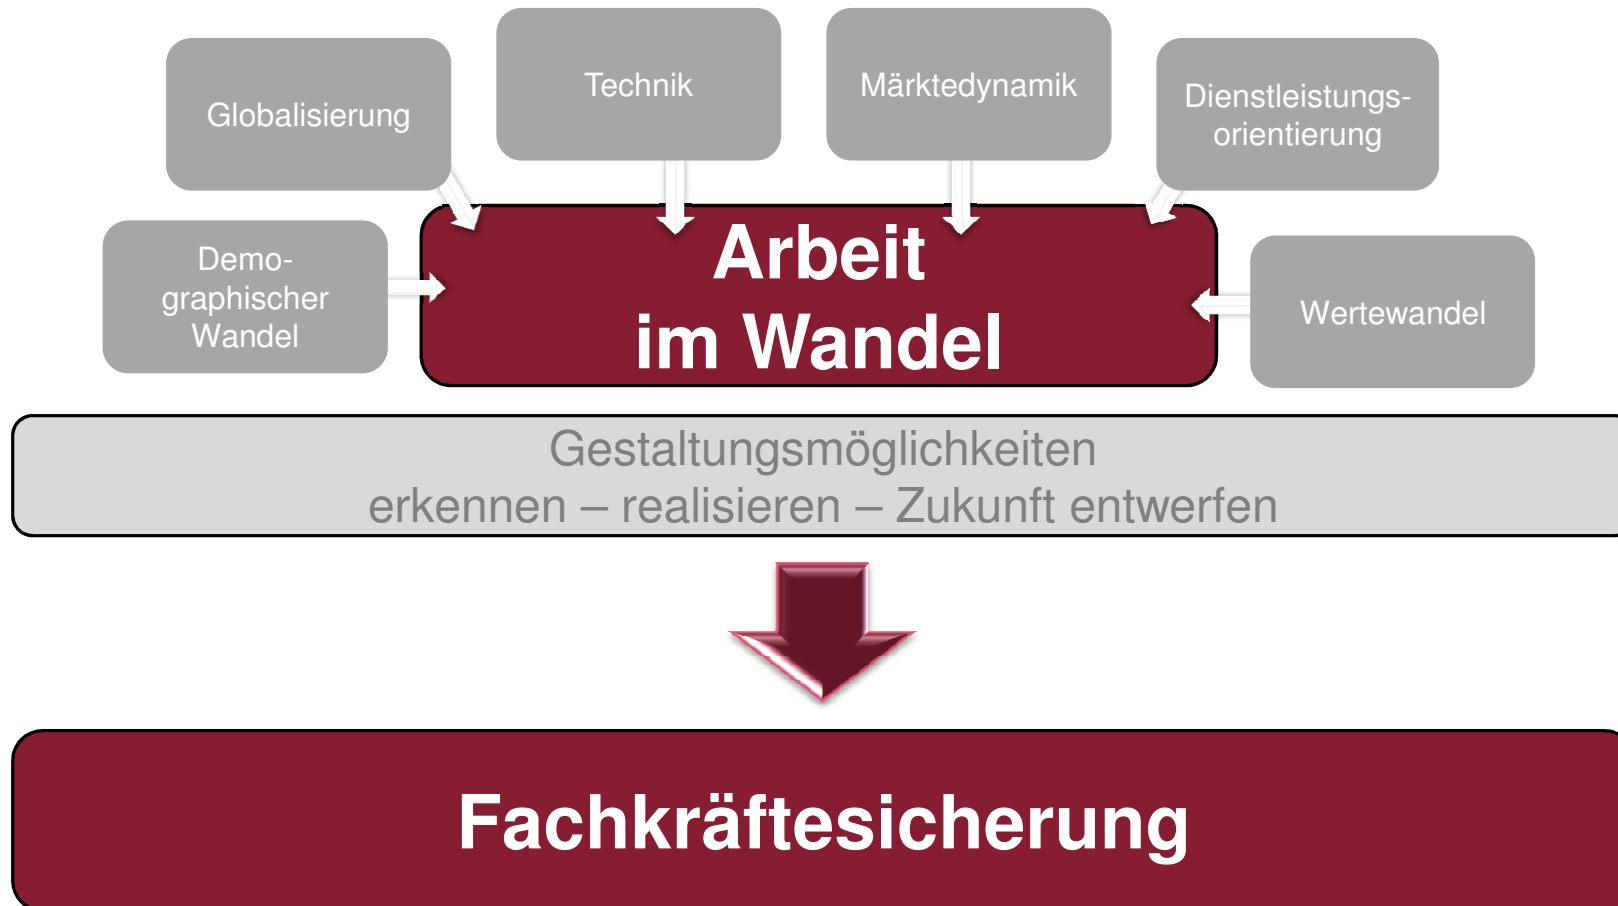 Globalisierung
Technik
Märktedynamik
Dienstleistungs-
orientierung
Demo-
graphischer
Wandel
Arbeit
im Wandel
Wertewandel
Gestaltungsmöglichkeiten
erkennen – realisieren – Zukunft entwerfen
Fachkräftesicherung